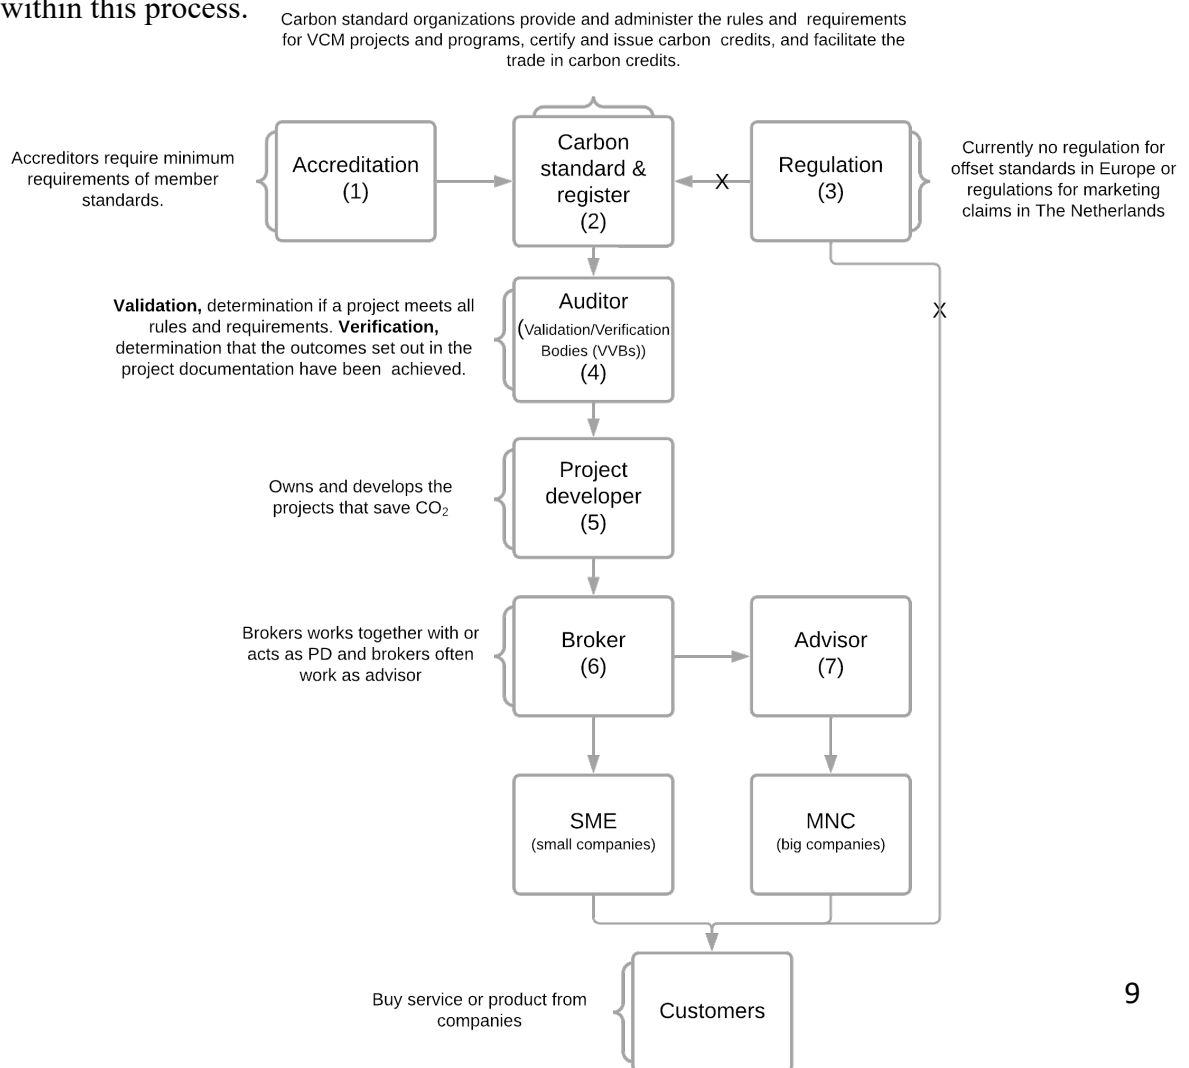 within this process.
Carbon standard organizations provide and administer the rules and requirements
for VCM projects and programs, certify and issue carbon credits, and facilitate the
trade in carbon credits.
Accreditors require minimum
requirements of member
standards.
Accreditation
(1)
Carbon
standard &
register
(2)
X
Regulation
(3)
Currently no regulation for
offset standards in Europe or
regulations for marketing
claims in The Netherlands
Validation, determination if a project meets all
rules and requirements. Verification,
determination that the outcomes set out in the
project documentation have been achieved.
Auditor
(Validation/Verification
Bodies (VVBs))
(4)
X
Owns and develops the
projects that save CO₂
Project
developer
(5)
Brokers works together with or
acts as PD and brokers often
work as advisor
Broker
(6)
Advisor
(7)
SME
(small companies)
MNC
(big companies)
Buy service or product from
companies
Customers
9